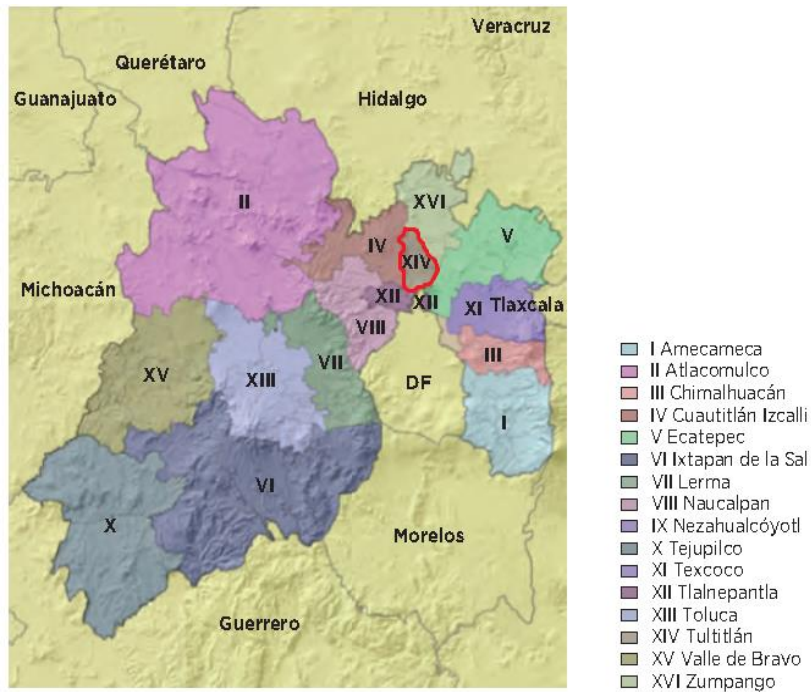 Veracruz
Querétaro
Guanajuato
Hidalgo
II
XVI
IV
V
XIV
Michoacán
XII
XII
XI
Tlaxcala
VIII
VII
III
XV
XIII
DF
I
VI
X
Morelos
Guerrero
I Amecameca
II Atlacomulco
III Chimalhuacán
IV Cuautitlán Izcalli
V Ecatepec
VI Ixtapan de la Sal
VII Lerma
VIII Naucalpan
IX Nezahualcóyotl
X Tejupilco
XI Texcoco
XII Tlalnepantla
XIII Toluca
XIV Tultitlán
XV Valle de Bravo
XVI Zumpango